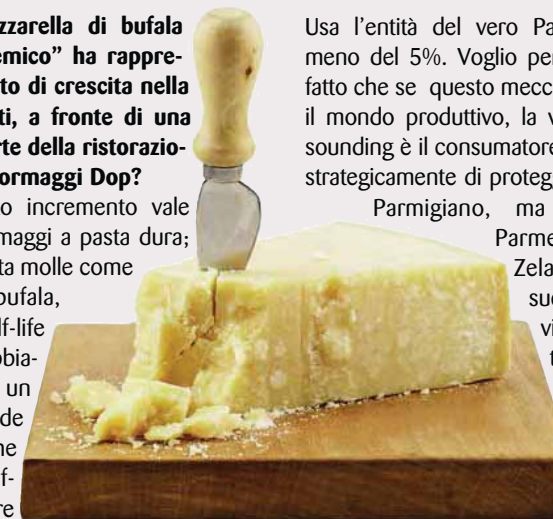 zzarella di bufala
emico” ha rappre-
to di crescita nella
ti, a fronte di una
rte della ristorazio-
ormaggi Dop?
o incremento vale
maggi a pasta dura;
ta molle come
bufala,
lf-life
bbia-
un
de
ne
f-
re
Usa l’entità del vero Pa
meno del 5%. Voglio per
fatto che se questo mecc
il mondo produttivo, la v
sounding è il consumatore
strategicamente di proteg
Parmigiano, ma
Parme
Zela
suc
vi
t